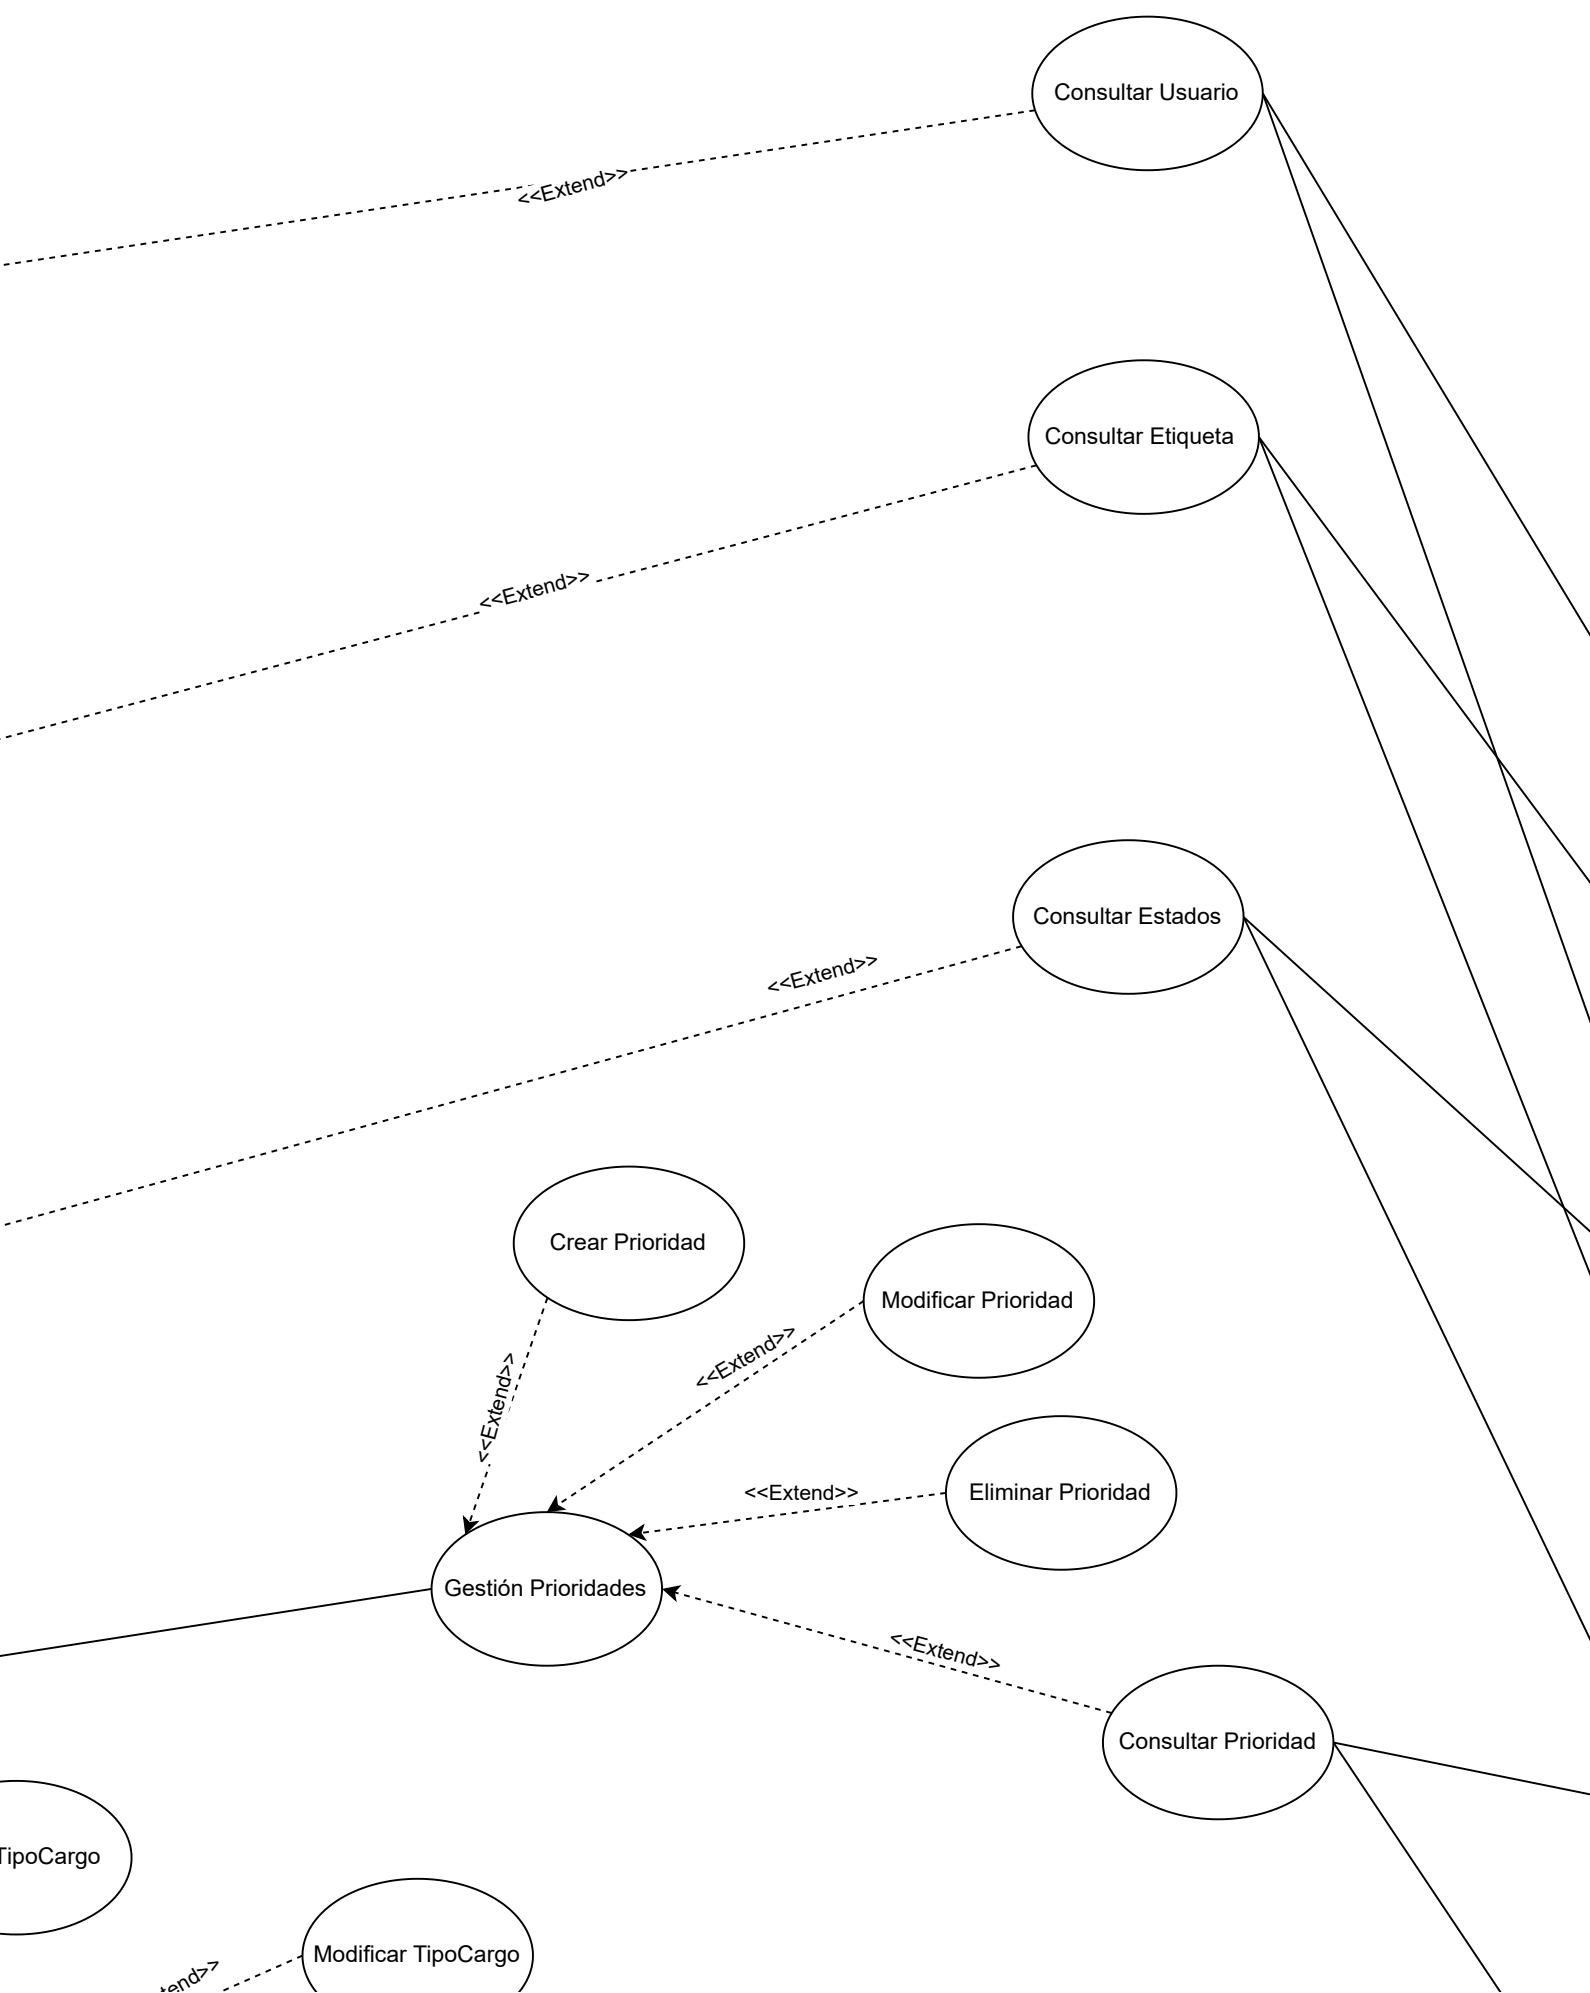 Consultar Usuario
<<Extend>>
Consultar Etiqueta
<<Extend>>
Consultar Estados
<<Extend>>
Crear Prioridad
Modificar Prioridad
<<Extend>>
<<Extend>>
Eliminar Prioridad
<<Extend>>
Gestión Prioridades
<<Extend>>
Consultar Prioridad
TipoCargo
Modificar TipoCargo
tend>>